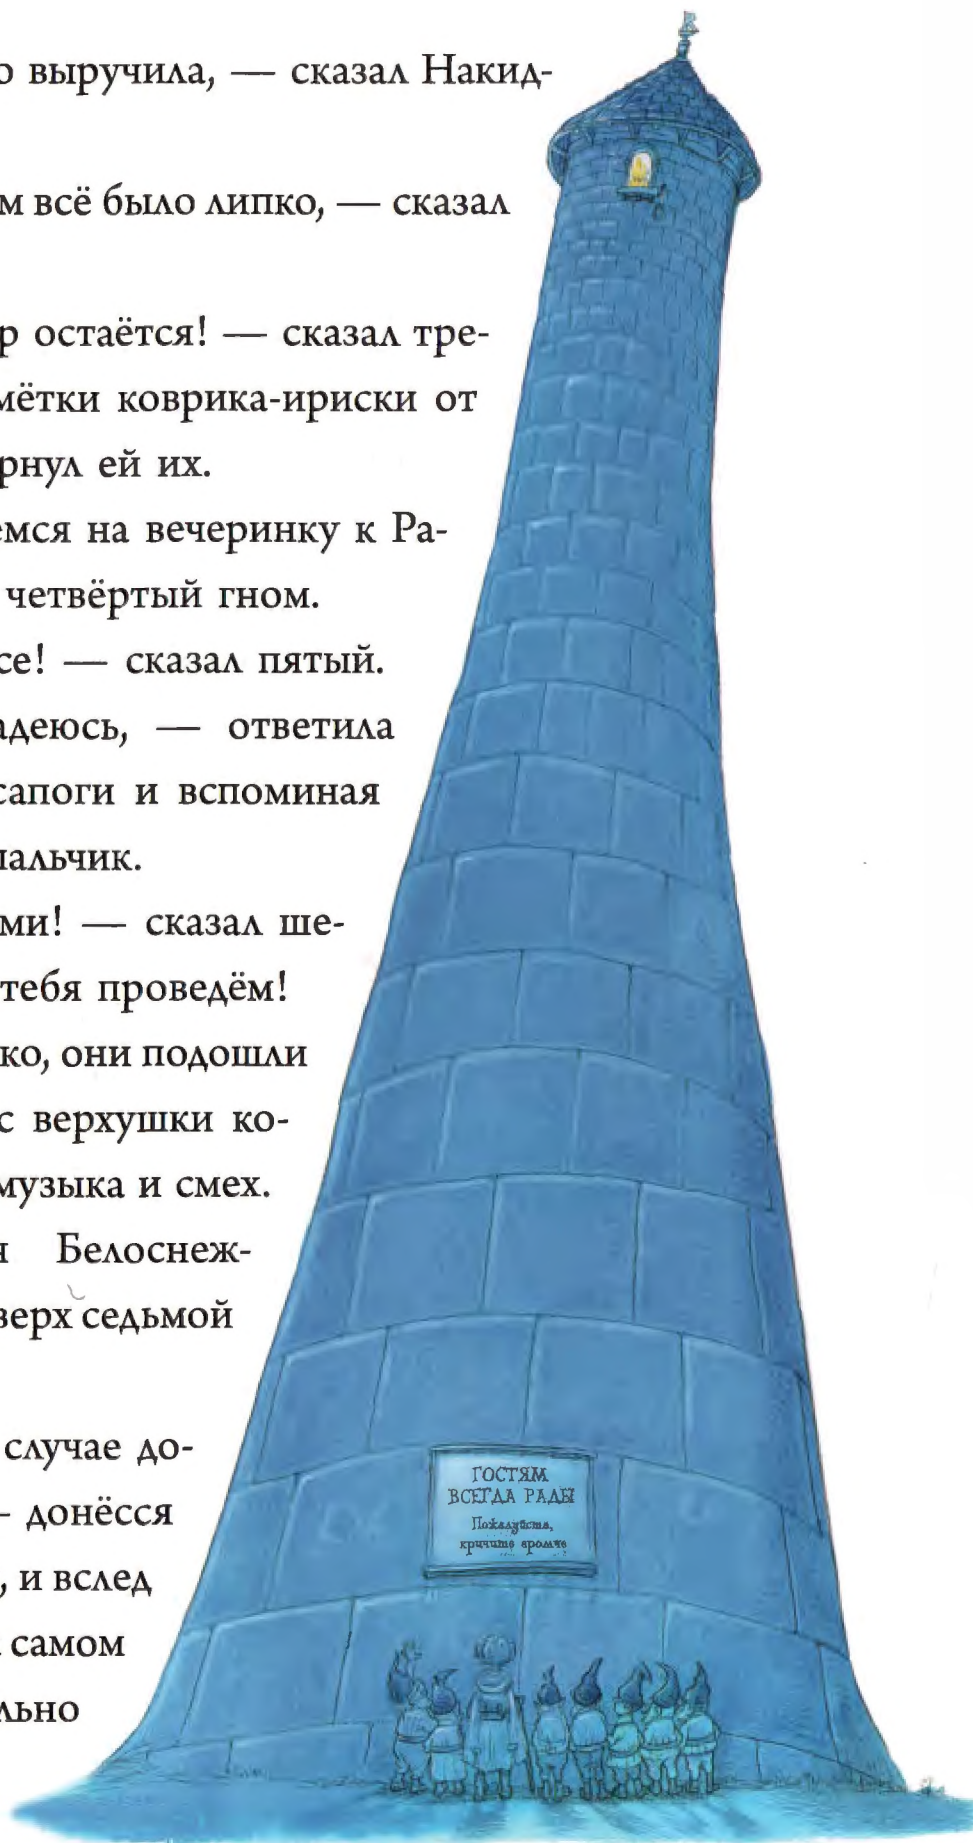 о выручила, — сказал Накид-
м всё было липко, — сказал
р остаётся! — сказал тре-
мётки коврика-ириски от
рнул ей их.
емся на вечеринку к Ра-
четвёртый гном.
се! — сказал пятый.
адеюсь, — ответила
сапоги и вспоминая
пальчик.
ми! — сказал ше-
тебя проведём!
ко, они подошли
с верхушки ко-
музыка и смех.
я Белоснеж-
верх седьмой
случае до-
— донёсся
, и вслед
самом
льно
ГОСТЯМ
ВСЕГДА РАДЫ
Пожалуйста,
кричите громче